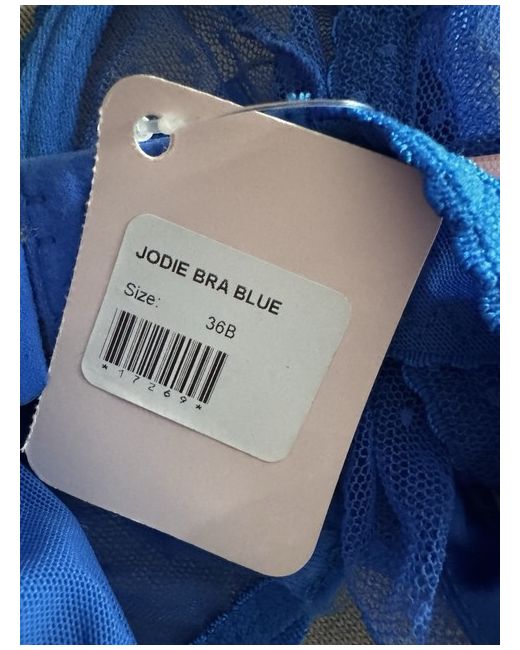 JODIE BRA BLUE
Size: 36B
*17269*